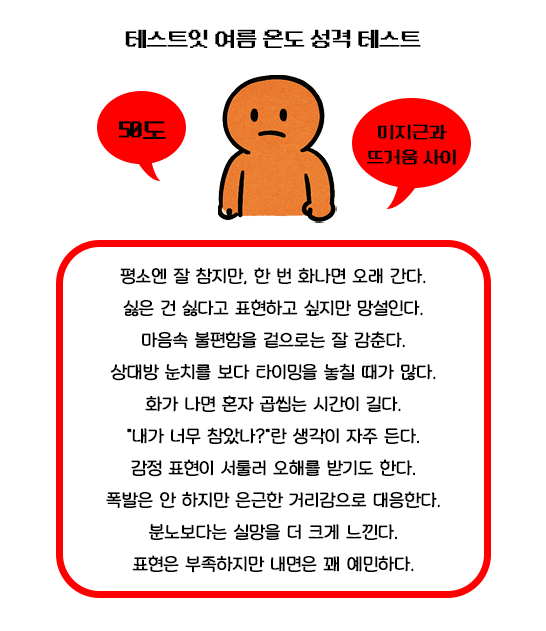 테스트잇 여름 온도 성격 테스트
50도
미지근과
뜨거움 사이
평소엔 잘 참지만, 한 번 화나면 오래 간다.
싫은 건 싫다고 표현하고 싶지만 망설인다.
마음속 불편함을 겉으로는 잘 감춘다.
상대방 눈치를 보다 타이밍을 놓칠 때가 많다.
화가 나면 혼자 곱씹는 시간이 길다.
"내가 너무 참았나?"란 생각이 자주 든다.
감정 표현이 서툴러 오해를 받기도 한다.
폭발은 안 하지만 은근한 거리감으로 대응한다.
분노보다는 실망을 더 크게 느낀다.
표현은 부족하지만 내면은 꽤 예민하다.